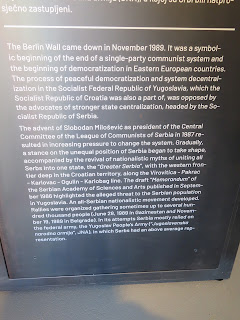 sječno zastupljeni.
The Berlin Wall came down in November 1989. It was a symbol-
ic beginning of the end of a single-party communist system and
the beginning of democratization in Eastern European countries.
The process of peaceful democratization and system decentral-
ization in the Socialist Federal Republic of Yugoslavia, which the
Socialist Republic of Croatia was also a part of, was opposed by
the advocates of stronger state centralization, headed by the So-
cialist Republic of Serbia.
The advent of Slobodan Milošević as president of the Central
Committee of the League of Communists of Serbia in 1987 re-
sulted in increasing pressure to change the system. Gradually,
a stance on the unequal position of Serbia began to take shape,
accompanied by the revival of nationalistic myths of uniting all
Serbs into one state, the "Greater Serbia", with the western fron-
tier deep in the Croatian territory, along the Virovitica - Pakrac
- Karlovac - Ogulin - Karlobag line. The draft "Memorandum" of
the Serbian Academy of Sciences and Arts published in Septem-
ber 1986 highlighted the alleged threat to the Serbian population
in Yugoslavia. An all-Serbian nationalistic movement developed.
Rallies were organized gathering sometimes up to several hun-
dred thousand people (June 28, 1989 in Gazimestan and Novem-
ber 19, 1988 in Belgrade). In its attempts Serbia mostly relied on
the federal army, the Yugoslav People's Army ("Jugoslavenska
narodna armija", JNA), in which Serbs had an above average rep-
resentation.